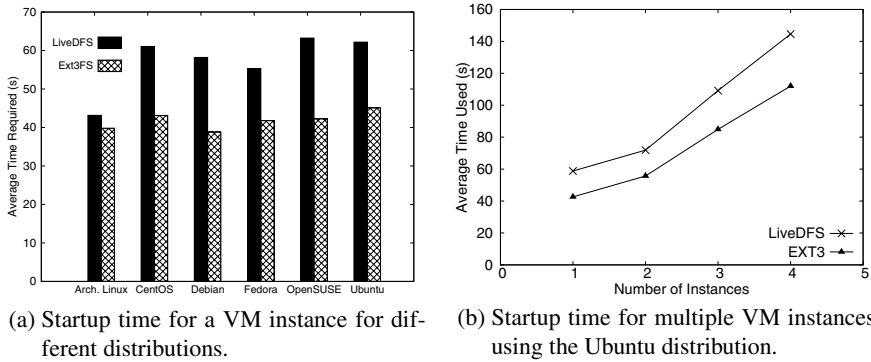 70
60
50
40
30
20
10
0
Average Time Required (s)
LiveDFS
Ext3FS
Arch. Linux CentOS Debian Fedora OpenSUSE Ubuntu
(a) Startup time for a VM instance for dif-
ferent distributions.
160
140
120
100
80
60
40
20
0
Average Time Used (s)
LiveDFS
EXT3
0 1 2 3 4 5
Number of Instances
(b) Startup time for multiple VM instances
using the Ubuntu distribution.